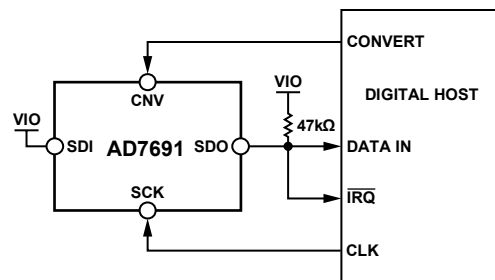 CONVERT
VIO
CNV
DIGITAL HOST
VIO
47kΩ
SDI
AD7691
SDO
DATA IN
SCK
IRQ
CLK